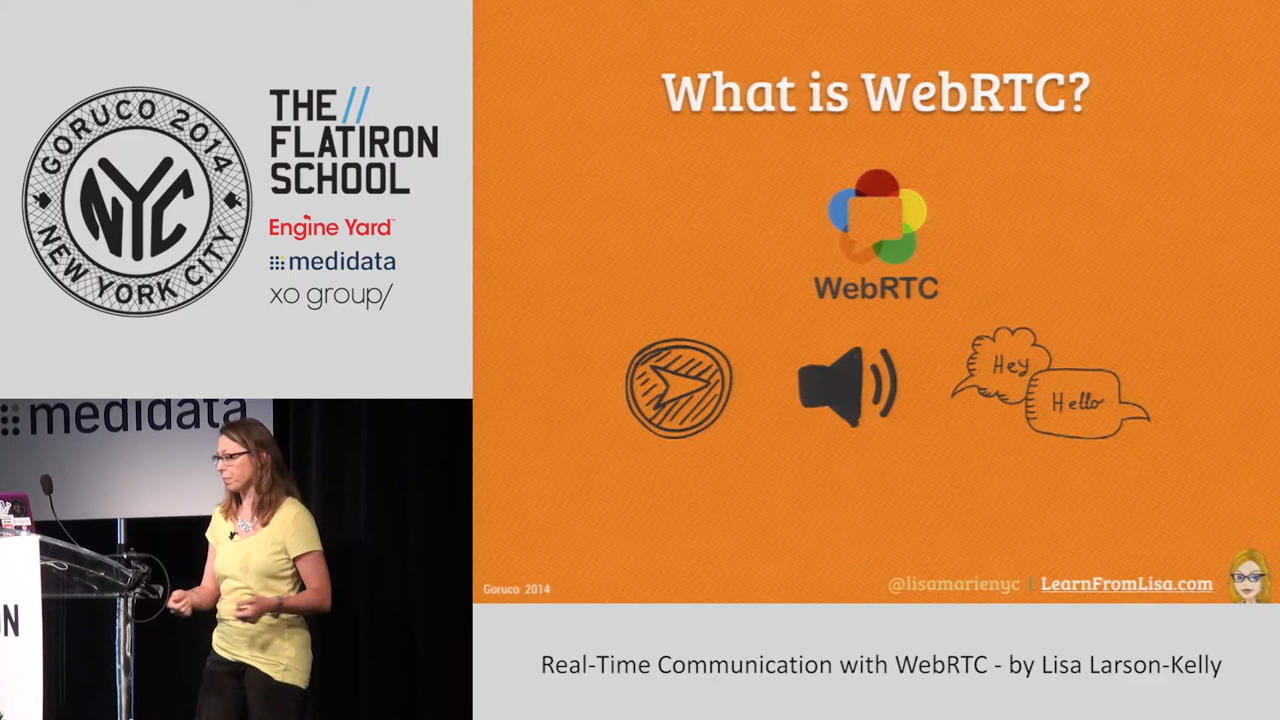 GORUCO 2014
NYC
NEW YORK CITY
THE //
FLATIRON
SCHOOL
Engine Yard™
medidata
xo group/
medidata
What is WebRTC?
WebRTC
Hey
Hello
Goruco 2014
@lisamarienyc | LearnFromLisa.com
Real-Time Communication with WebRTC - by Lisa Larson-Kelly